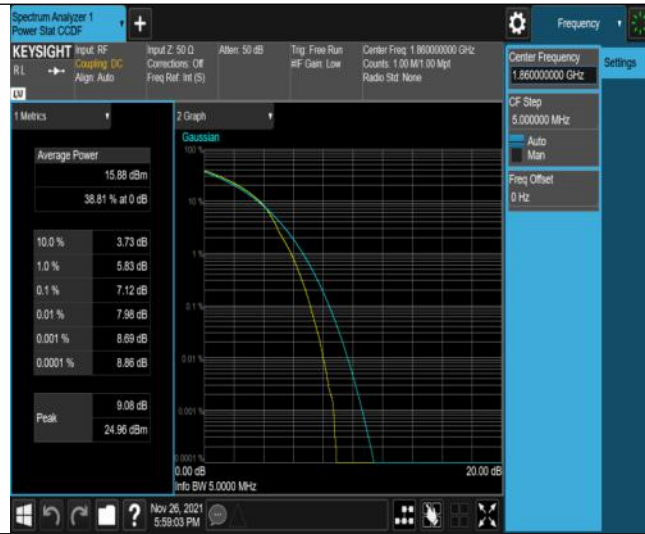 Spectrum Analyzer 1
Power Stat CCDF
KEYSIGHT
RL
Input: RF
Coupling: DC
Align: Auto
Input Z: 50 Ω
Corrections: Off
Freq Ref: Int (S)
Atten: 50 dB
Trig: Free Run
#IF Gain: Low
Center Freq: 1.860000000 GHz
Counts: 1.00 M/1.00 Mpt
Radio Std: None
LW
1 Metrics
Average Power
15.88 dBm
38.81 % at 0 dB
10.0 % 3.73 dB
1.0 % 5.83 dB
0.1 % 7.12 dB
0.01 % 7.98 dB
0.001 % 8.69 dB
0.0001 % 8.86 dB
Peak
9.08 dB
24.96 dBm
2 Graph
Gaussian
100 %
10 %
1 %
0.1 %
0.01 %
0.001 %
0.0001 %
0.00 dB 20.00 dB
Info BW 5.0000 MHz
Nov 26, 2021
5:59:03 PM
Frequency
Center Frequency
1.860000000 GHz
Settings
CF Step
5.000000 MHz
Auto
Man
Freq Offset
0 Hz